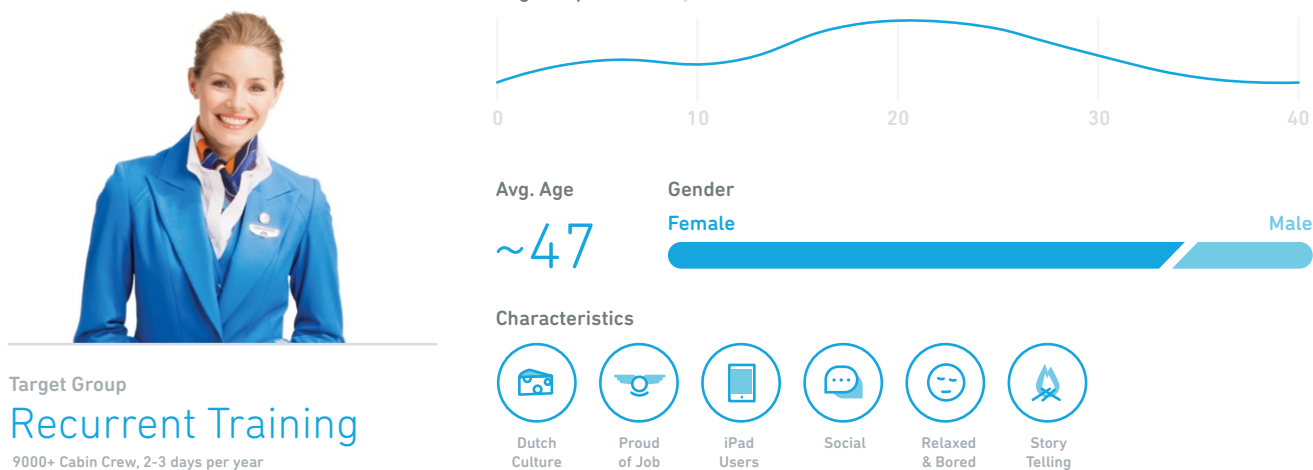 0
10
20
30
40
Avg. Age
Gender
Female
Male
~47
Characteristics
Dutch
Culture
Proud
of Job
iPad
Users
Social
Relaxed
& Bored
Story
Telling
Target Group
Recurrent Training
9000+ Cabin Crew, 2-3 days per year